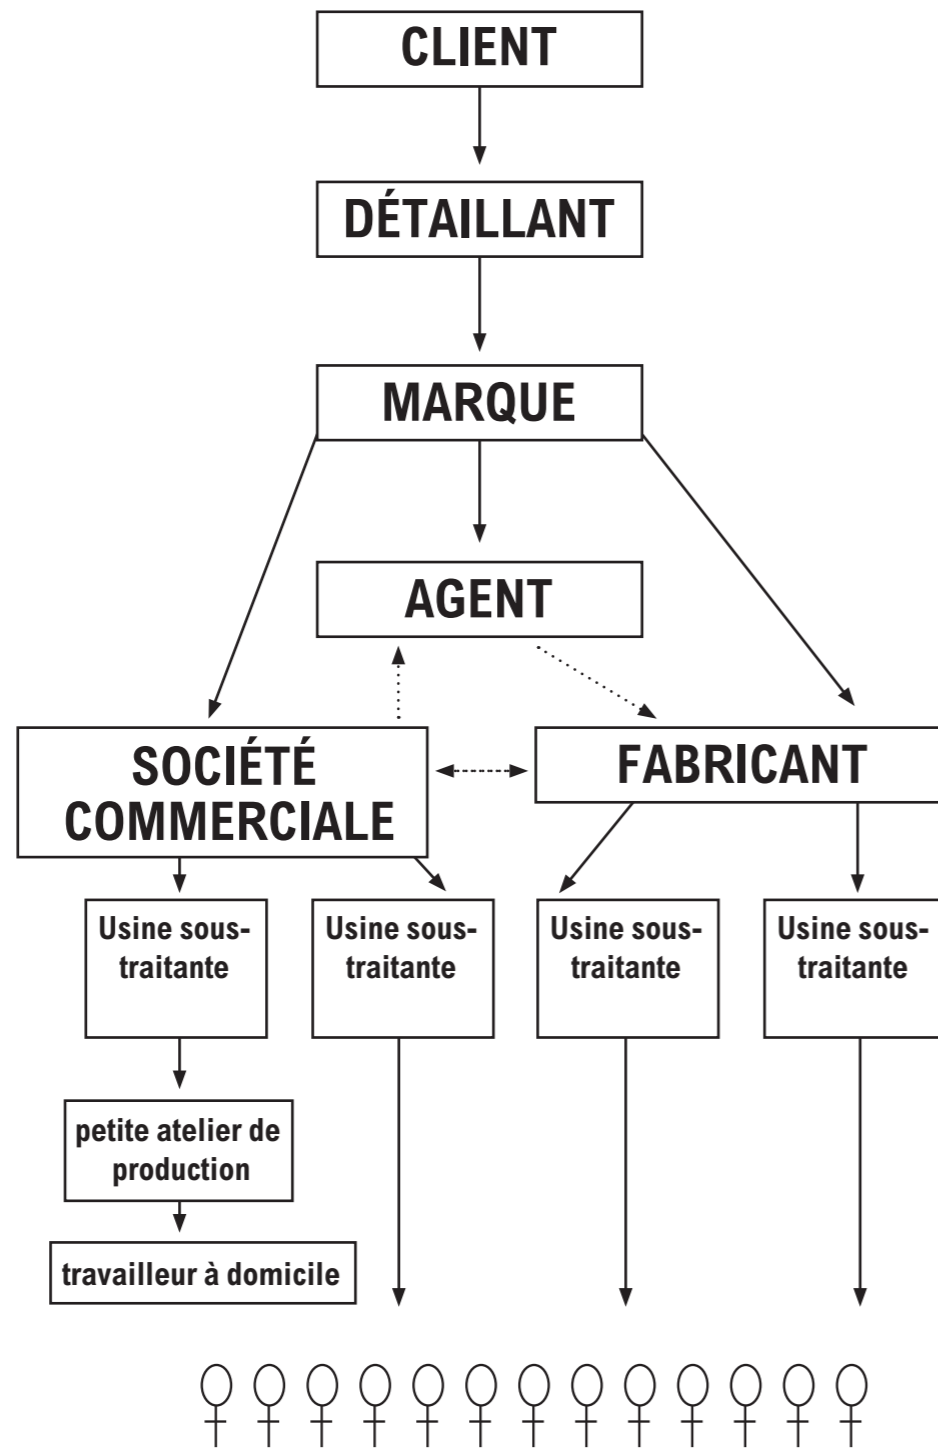 CLIENT
DÉTAILLANT
MARQUE
AGENT
SOCIÉTÉ
COMMERCIALE
FABRICANT
Usine sous-
traitante
Usine sous-
traitante
Usine sous-
traitante
Usine sous-
traitante
petite atelier de
production
travailleur à domicile